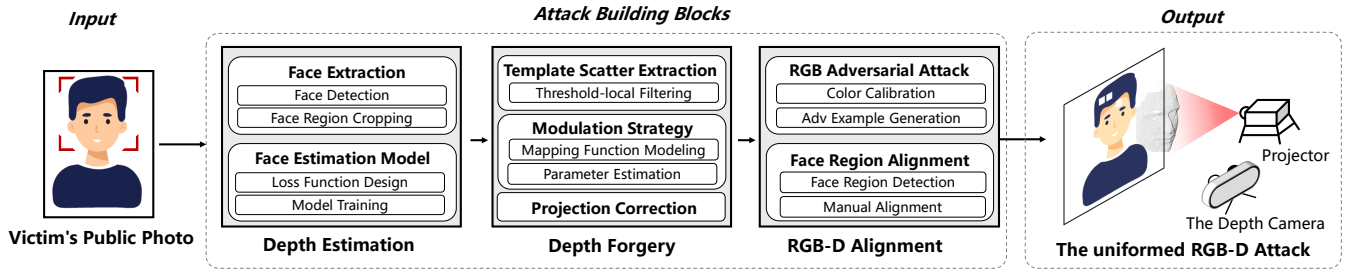 Input
Attack Building Blocks
Output
Victim's Public Photo
Face Extraction
Face Detection
Face Region Cropping
Face Estimation Model
Loss Function Design
Model Training
Depth Estimation
Template Scatter Extraction
Threshold-local Filtering
Modulation Strategy
Mapping Function Modeling
Parameter Estimation
Projection Correction
Depth Forgery
RGB Adversarial Attack
Color Calibration
Adv Example Generation
Face Region Alignment
Face Region Detection
Manual Alignment
RGB-D Alignment
Projector
The Depth Camera
The uniformed RGB-D Attack